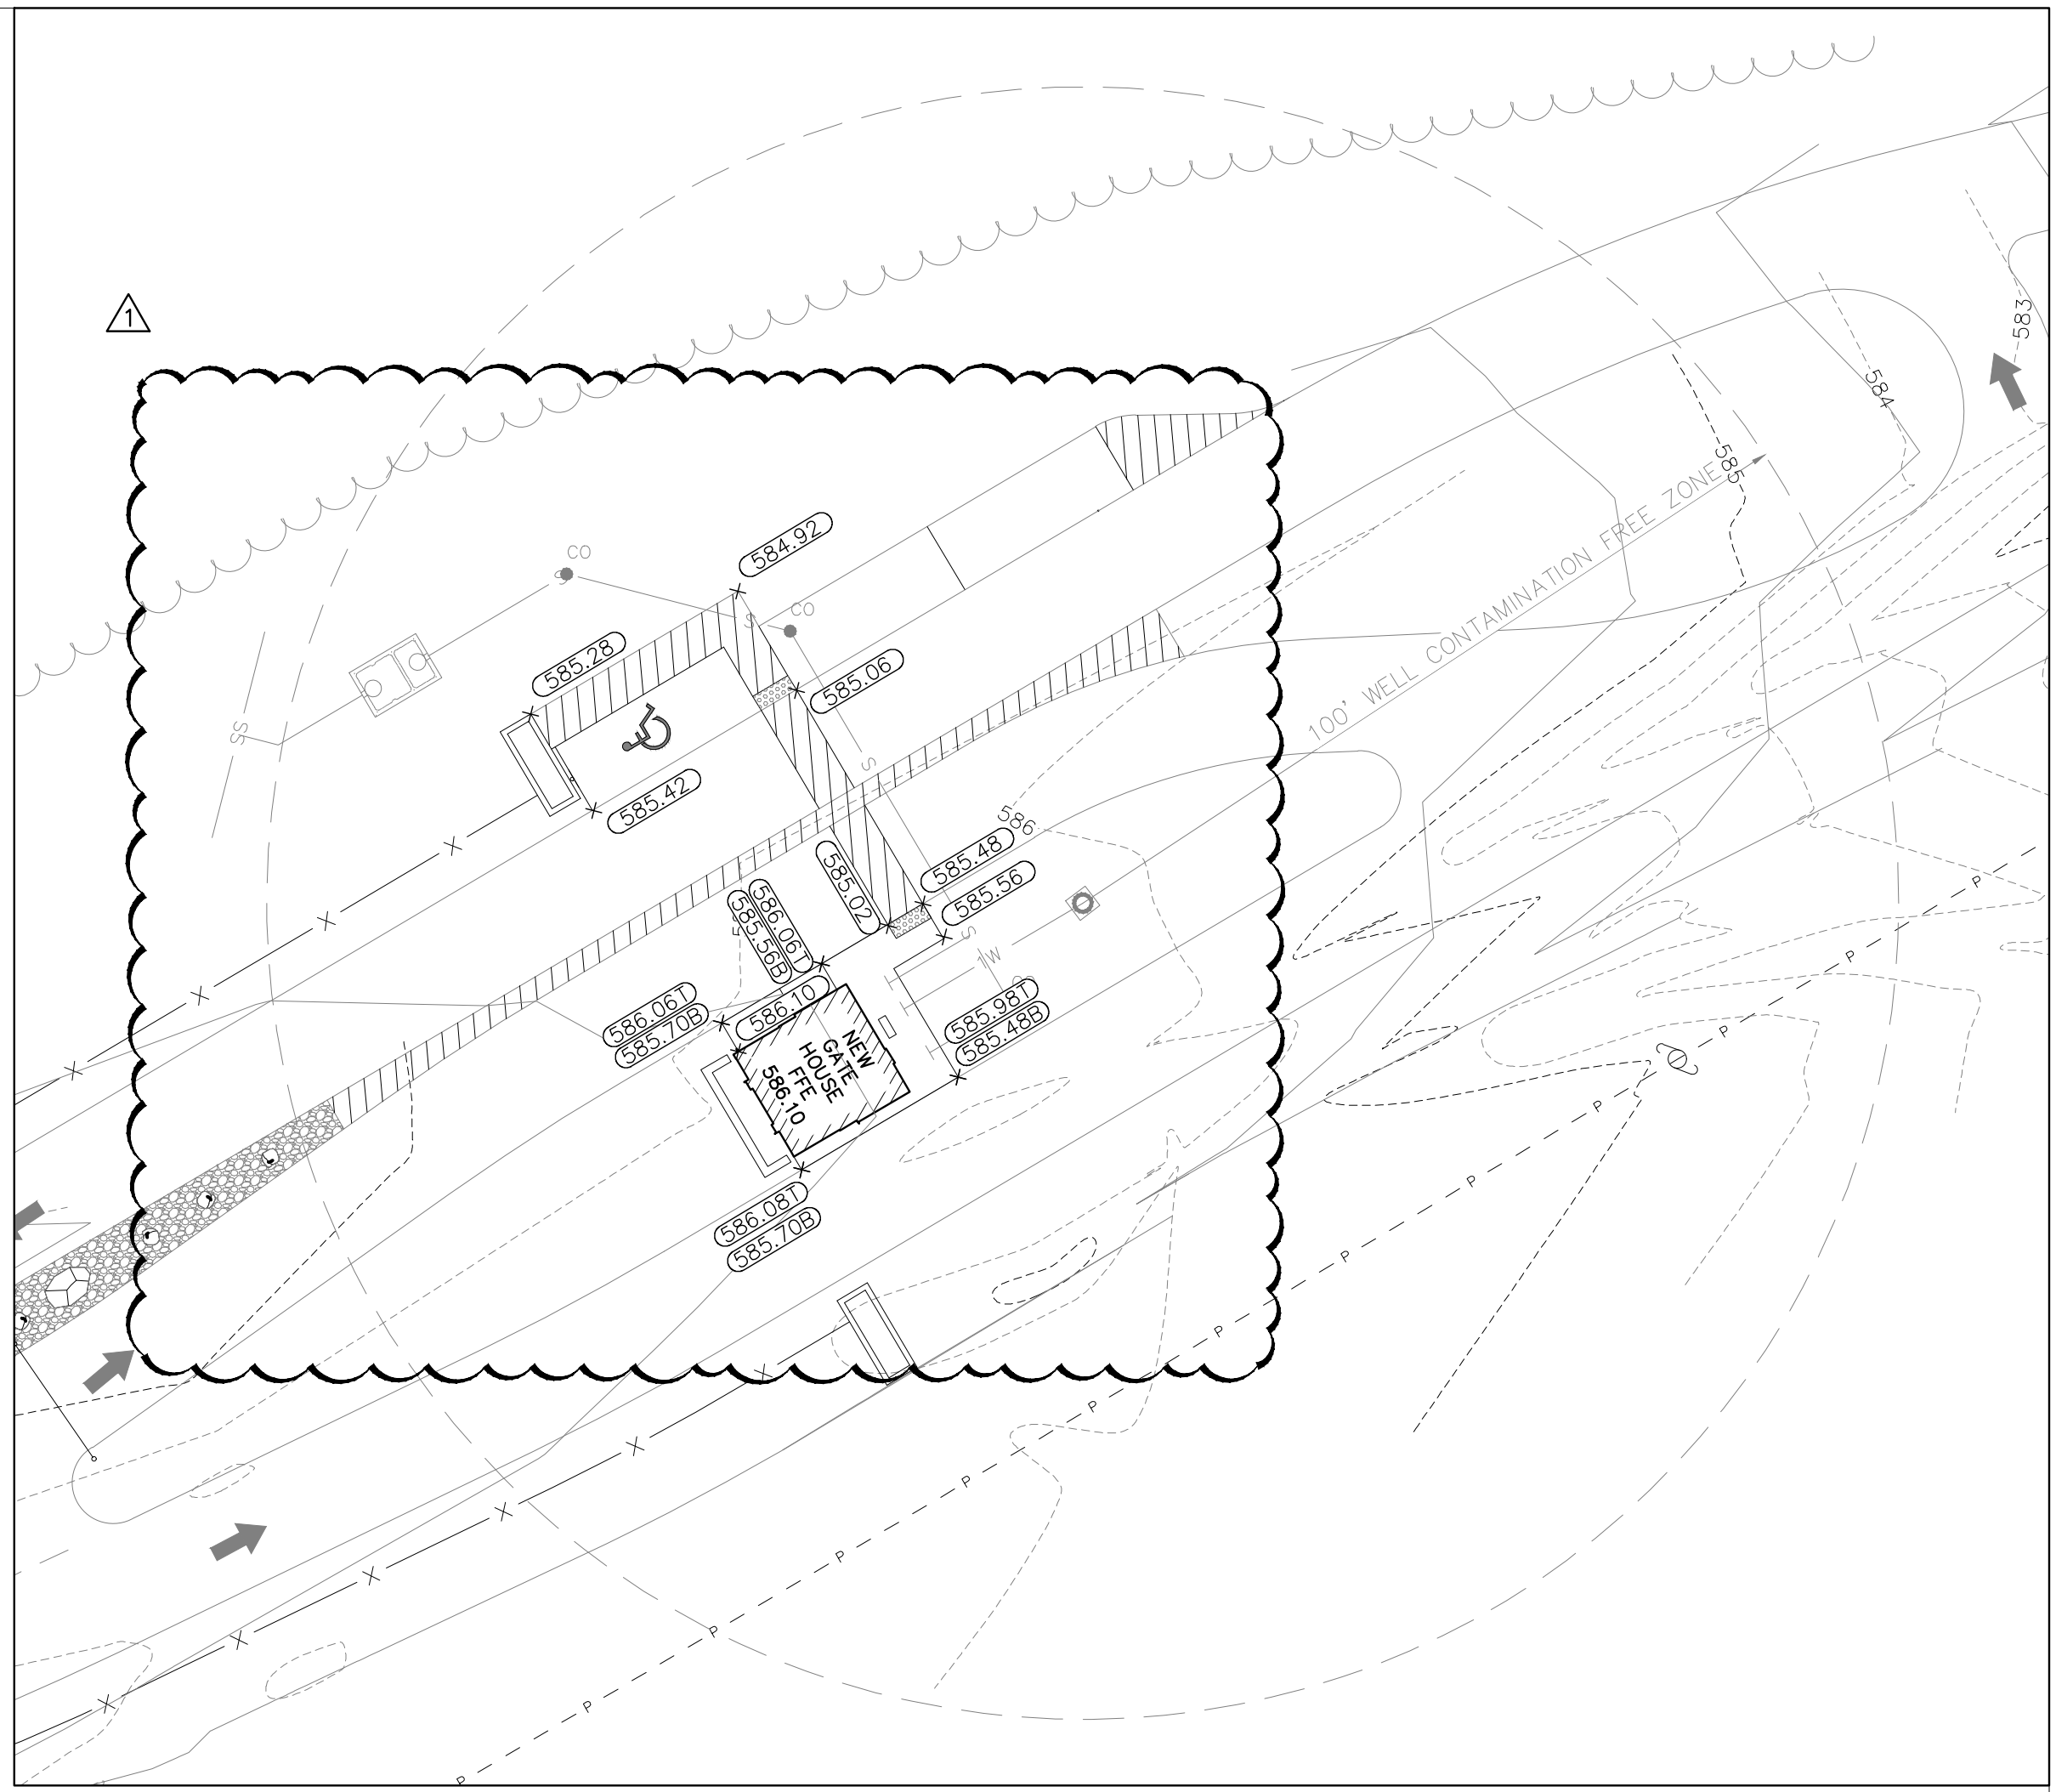 1
583
584
585
100' WELL CONTAMINATION FREE ZONE
584.92
CO
CO
S
585.28
585.06
SS
S
585.42
586
585.48
585.56
585.02
586.06T
585.56B
S
1W
586.10
586.06T
585.70B
585.98T
585.48B
NEW
GATE
HOUSE
FFE
586.10
586.08T
585.70B
X
X
X
X
X
X
X
X
X
X
X
P
P
P
P
P
P
P
P
P
P
P
P
P